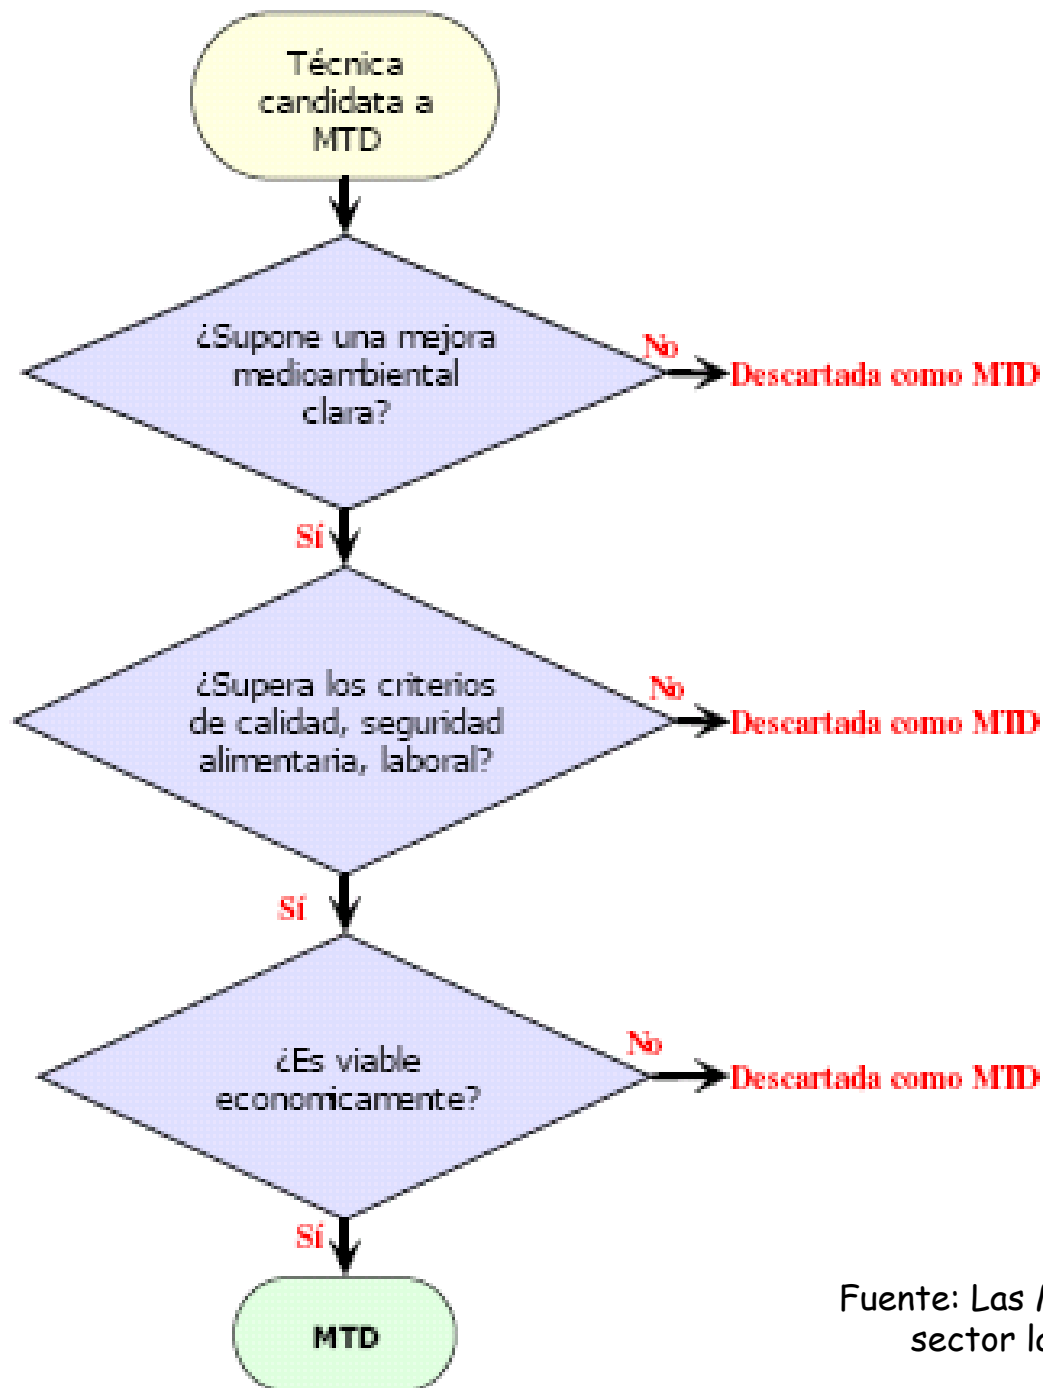 Técnica
candidata a
MTD
¿Supone una mejora
medioambiental
clara?
No
Descartada como MTD
Sí
¿Supera los criterios
de calidad, seguridad
alimentaria, laboral?
No
Descartada como MTD
Sí
¿Es viable
economicamente?
No
Descartada como MTD
Sí
MTD
Fuente: Las
sector